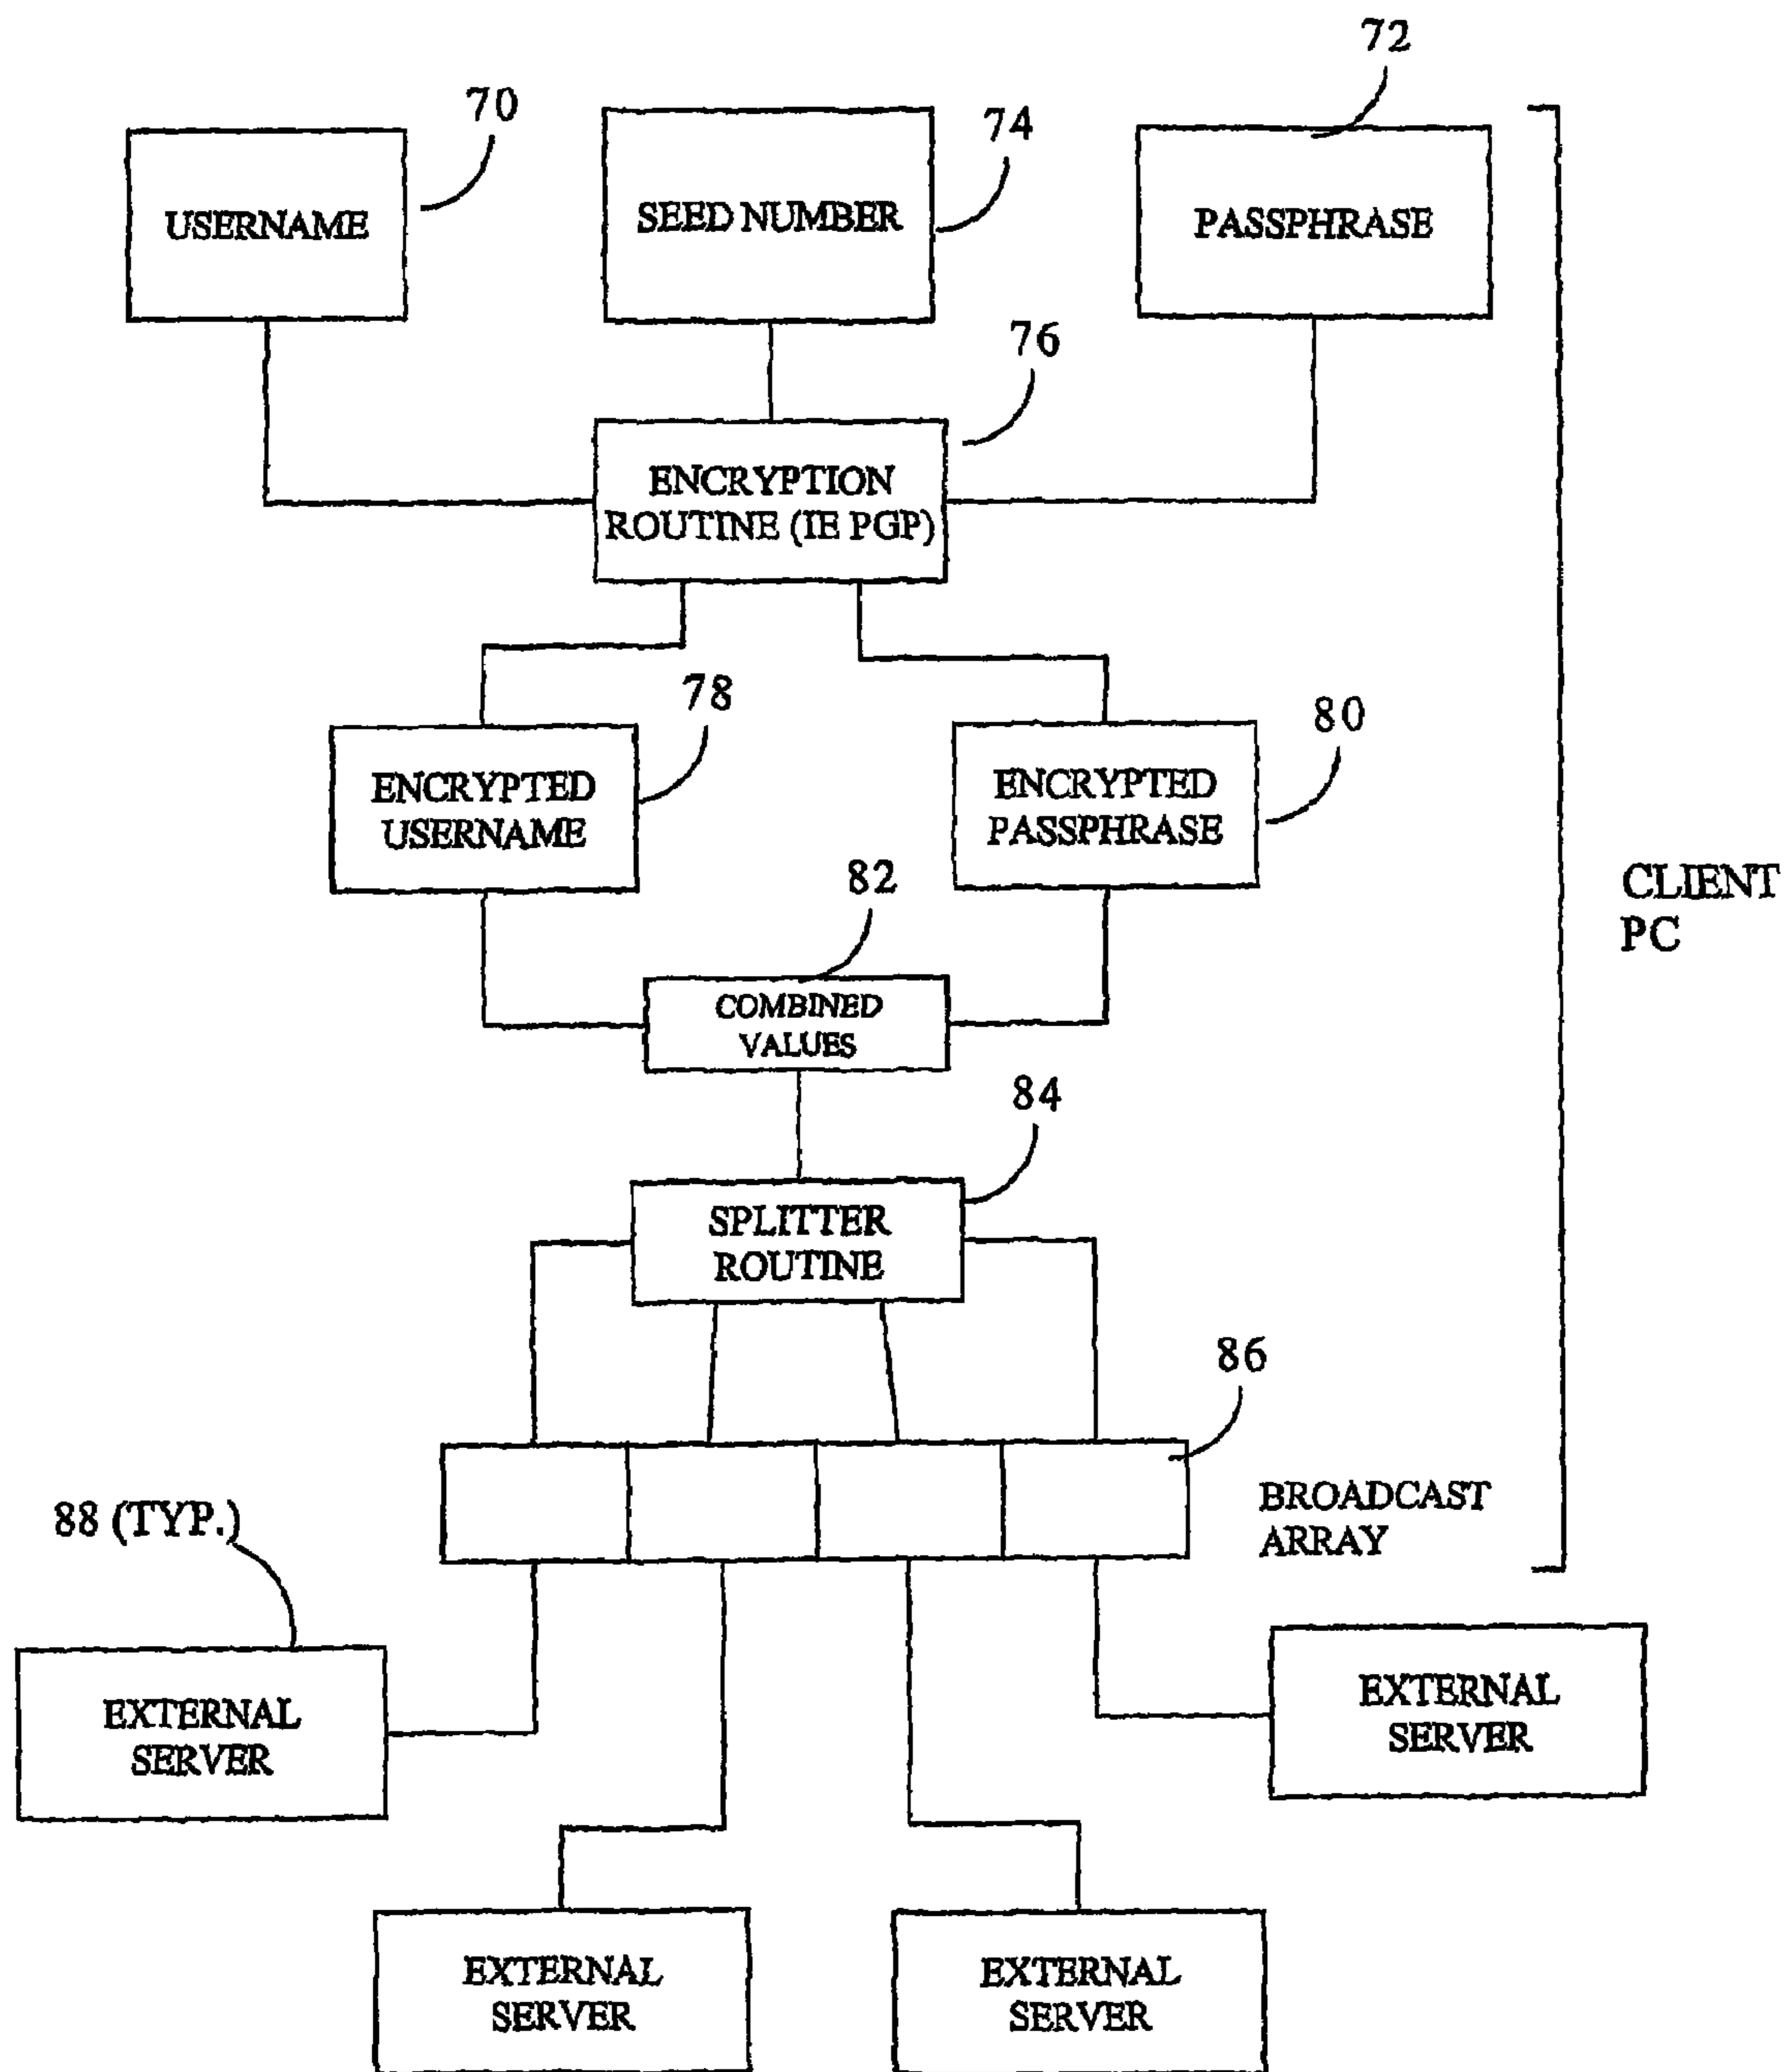 72
70
74
USERNAME
SEED NUMBER
PASSPHRASE
76
ENCRYPTION
ROUTINE (IE PGP)
78
80
ENCRYPTED
USERNAME
ENCRYPTED
PASSPHRASE
82
CLIENT
PC
COMBINED
VALUES
84
SPLITTER
ROUTINE
86
88 (TYP.)
BROADCAST
ARRAY
EXTERNAL
SERVER
EXTERNAL
SERVER
EXTERNAL
SERVER
EXTERNAL
SERVER